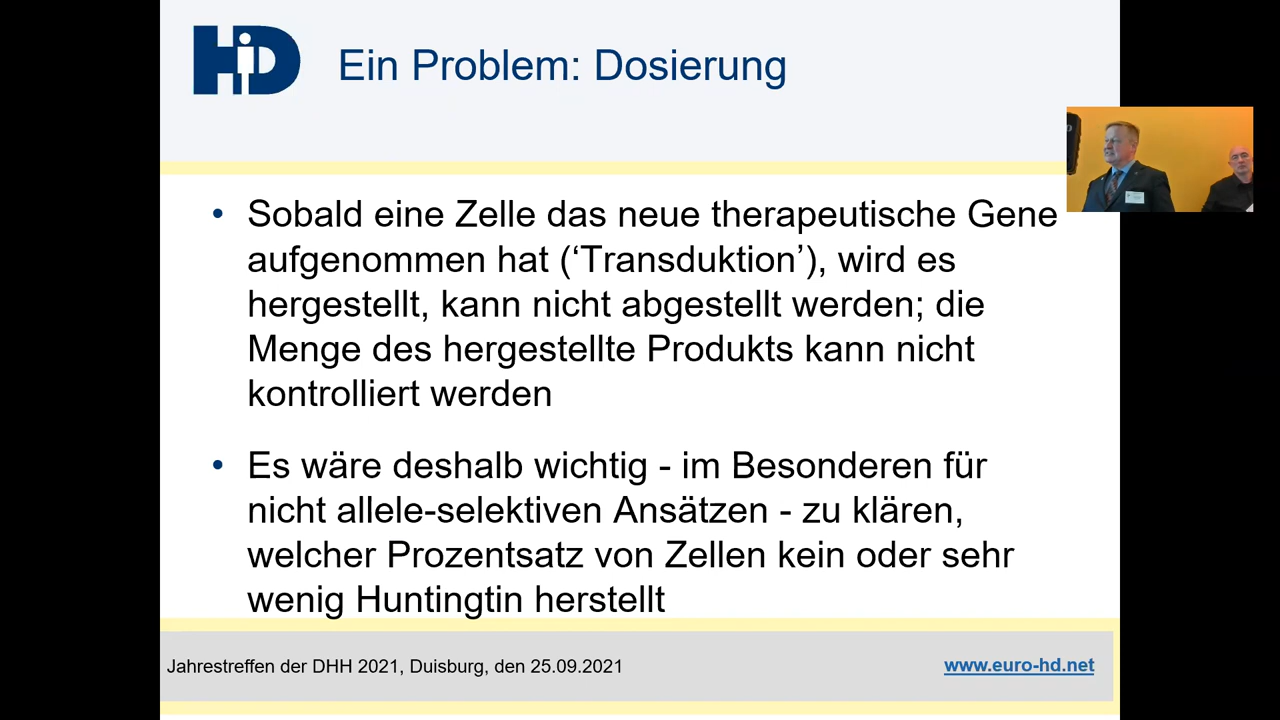 HD
Ein Problem: Dosierung
• Sobald eine Zelle das neue therapeutische Gene
aufgenommen hat (‘Transduktion’), wird es
hergestellt, kann nicht abgestellt werden; die
Menge des hergestellte Produkts kann nicht
kontrolliert werden
• Es wäre deshalb wichtig - im Besonderen für
nicht allele-selektiven Ansätzen - zu klären,
welcher Prozentsatz von Zellen kein oder sehr
wenig Huntingtin herstellt
Jahrestreffen der DHH 2021, Duisburg, den 25.09.2021
www.euro-hd.net